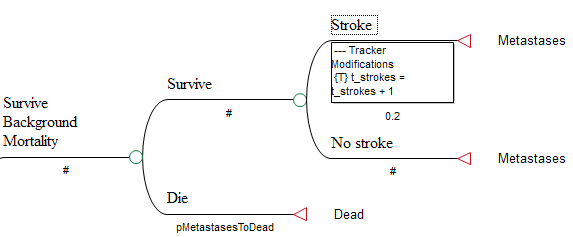 Stroke
Metastases
--- Tracker
Modifications
{T} t_strokes =
t_strokes + 1
Survive
#
0.2
Survive
Background
Mortality
#
No stroke
Metastases
#
Die
Dead
pMetastasesToDead